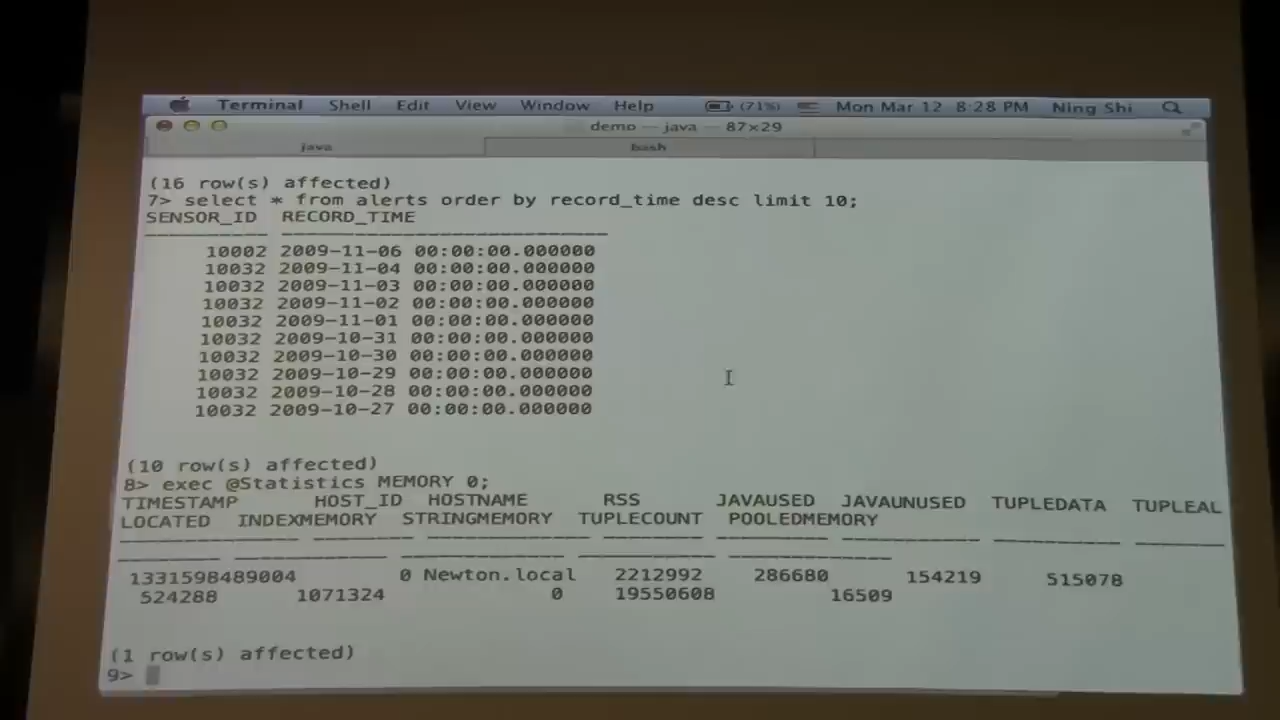 Terminal Shell Edit View Window Help (71%) Mon Mar 12 8:28 PM Ning Shi
demo — java — 87×29
java bash
(16 row(s) affected)
7> select * from alerts order by record_time desc limit 10;
SENSOR_ID RECORD_TIME
10002 2009-11-06 00:00:00.000000
10032 2009-11-04 00:00:00.000000
10032 2009-11-03 00:00:00.000000
10032 2009-11-02 00:00:00.000000
10032 2009-11-01 00:00:00.000000
10032 2009-10-31 00:00:00.000000
10032 2009-10-30 00:00:00.000000
10032 2009-10-29 00:00:00.000000
10032 2009-10-28 00:00:00.000000
10032 2009-10-27 00:00:00.000000
(10 row(s) affected)
8> exec @Statistics MEMORY 0;
TIMESTAMP HOST_ID HOSTNAME RSS JAVAUSED JAVAUNUSED TUPLEDATA TUPLEAL
LOCATED INDEXMEMORY STRINGMEMORY TUPLECOUNT POOLEDMEMORY
1331598489004 0 Newton.local 2212992 286680 154219 515078
524288 1071324 0 19550608 16509
(1 row(s) affected)
9>